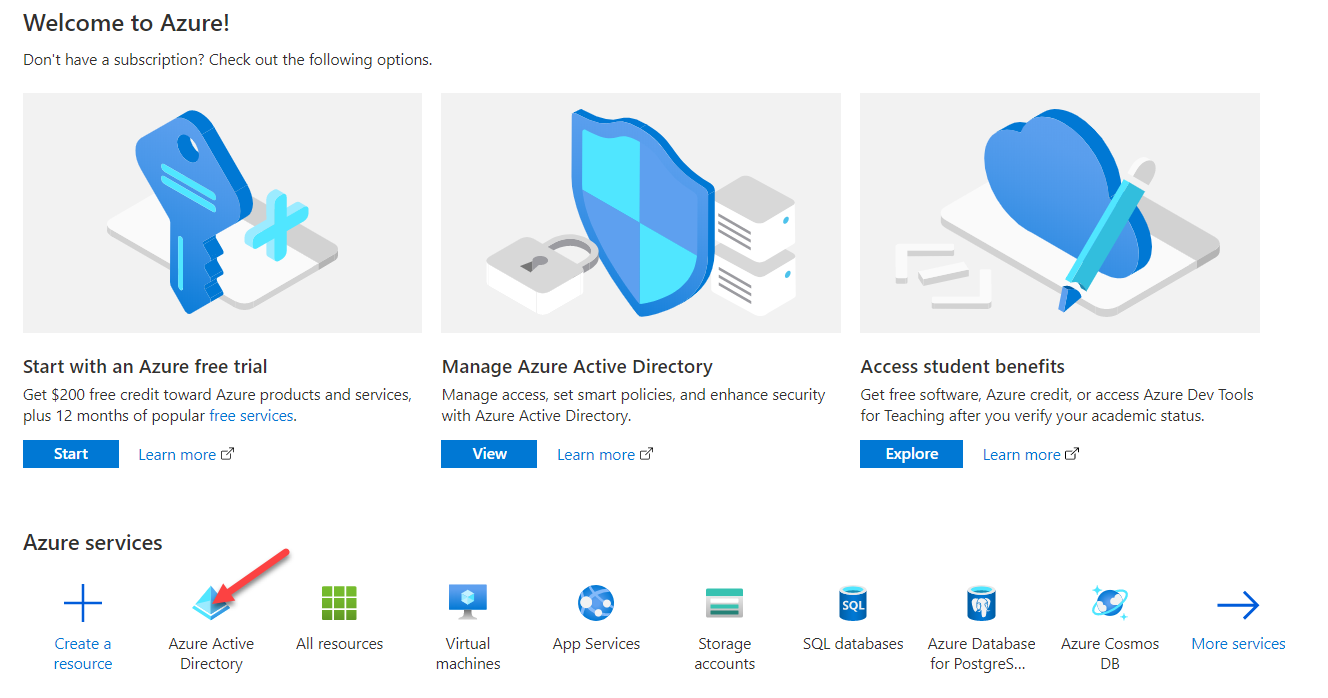 Welcome to Azure!
Don't have a subscription? Check out the following options.
Start with an Azure free trial
Get $200 free credit toward Azure products and services,
plus 12 months of popular free services.
Start
Learn more
Manage Azure Active Directory
Manage access, set smart policies, and enhance security
with Azure Active Directory.
View
Learn more
Access student benefits
Get free software, Azure credit, or access Azure Dev Tools
for Teaching after you verify your academic status.
Explore
Learn more
Azure services
Create a
resource
Azure Active
Directory
All resources
Virtual
machines
App Services
Storage
accounts
SQL
SQL databases
Azure Database
for PostgreS...
Azure Cosmos
DB
More services